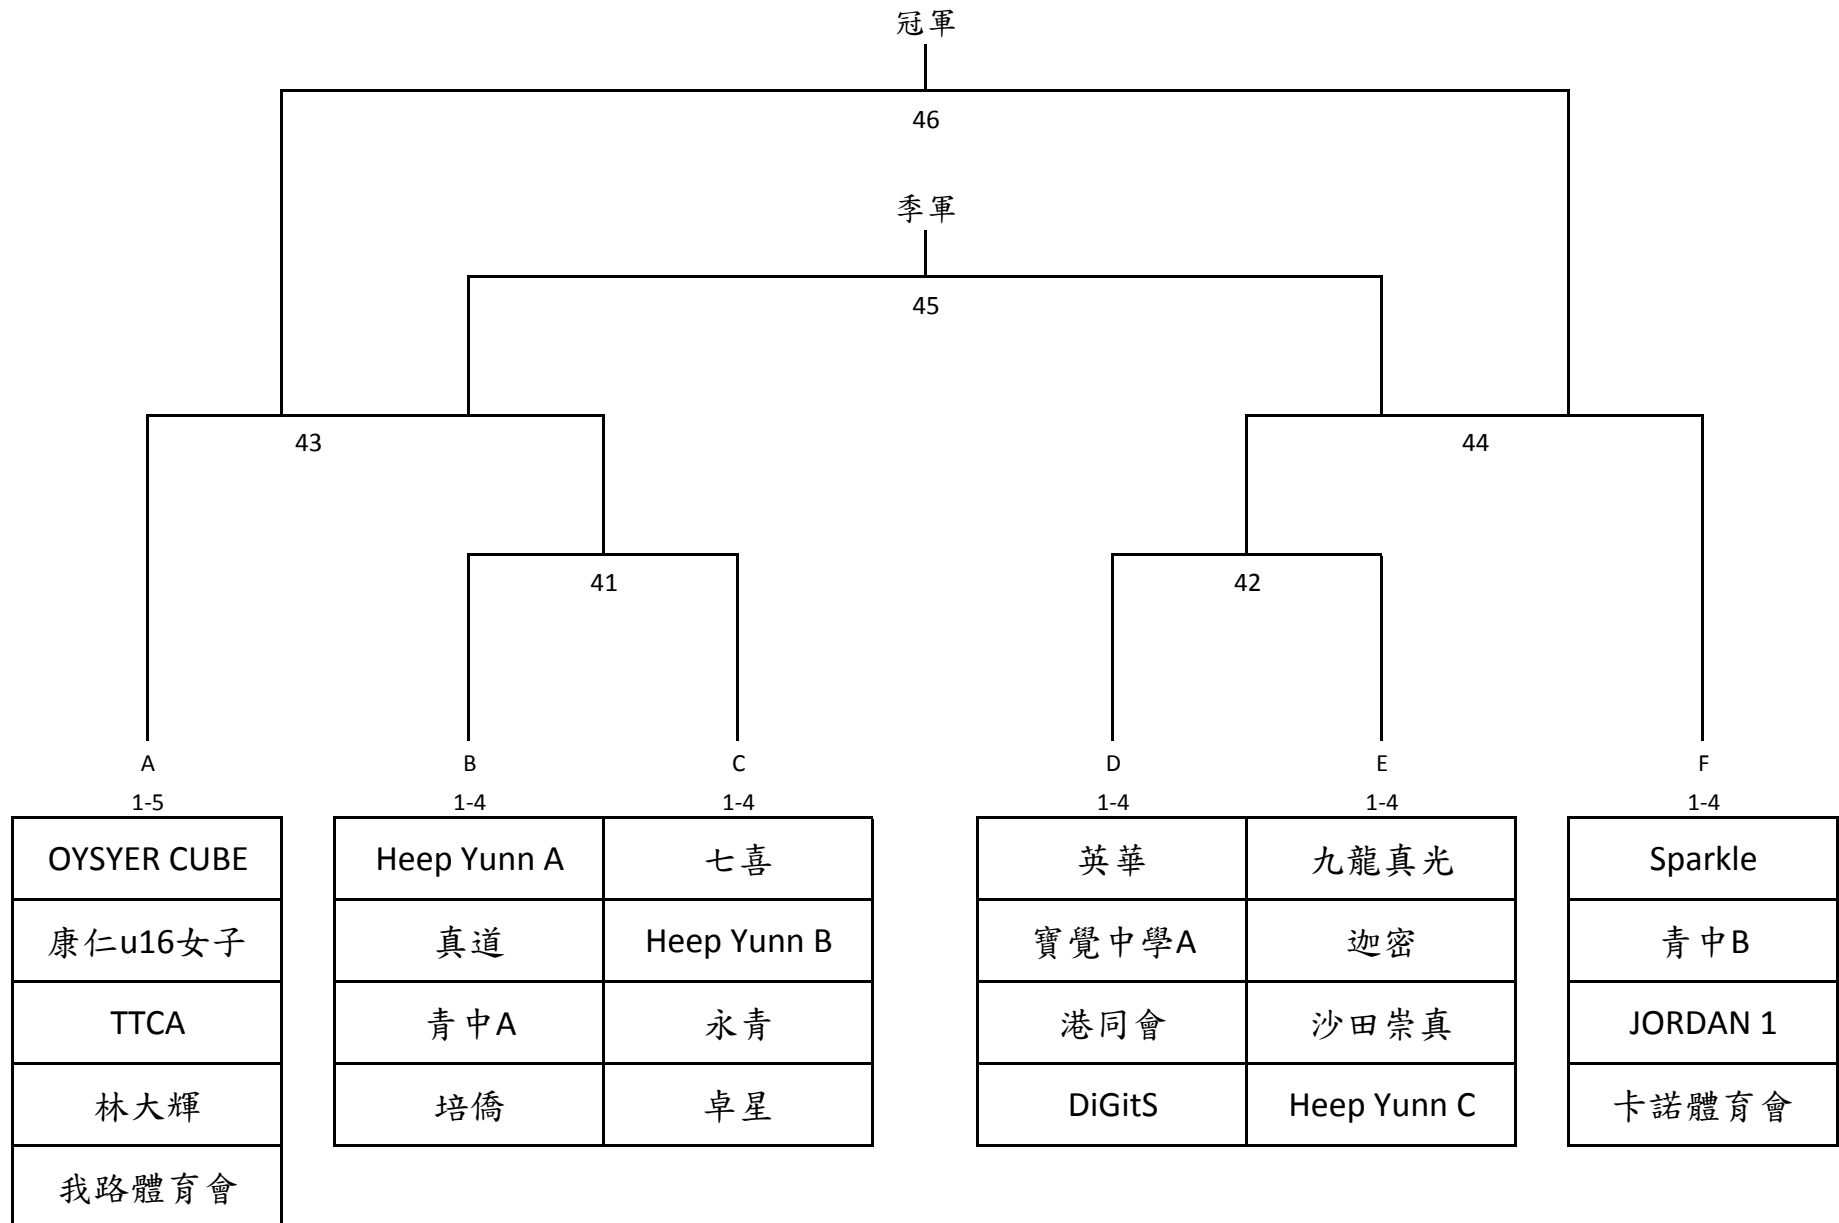 冠軍
46
季軍
45
43
44
41
42
A
B
C
D
E
F
1-5
1-4
1-4
1-4
1-4
1-4
OYSYER CUBE
Heep Yunn A
七喜
英華
九龍真光
Sparkle
康仁u16女子
真道
Heep Yunn B
寶覺中學A
迦密
青中B
TTCA
青中A
永青
港同會
沙田崇真
JORDAN 1
林大輝
培僑
卓星
DiGitS
Heep Yunn C
卡諾體育會
我路體育會